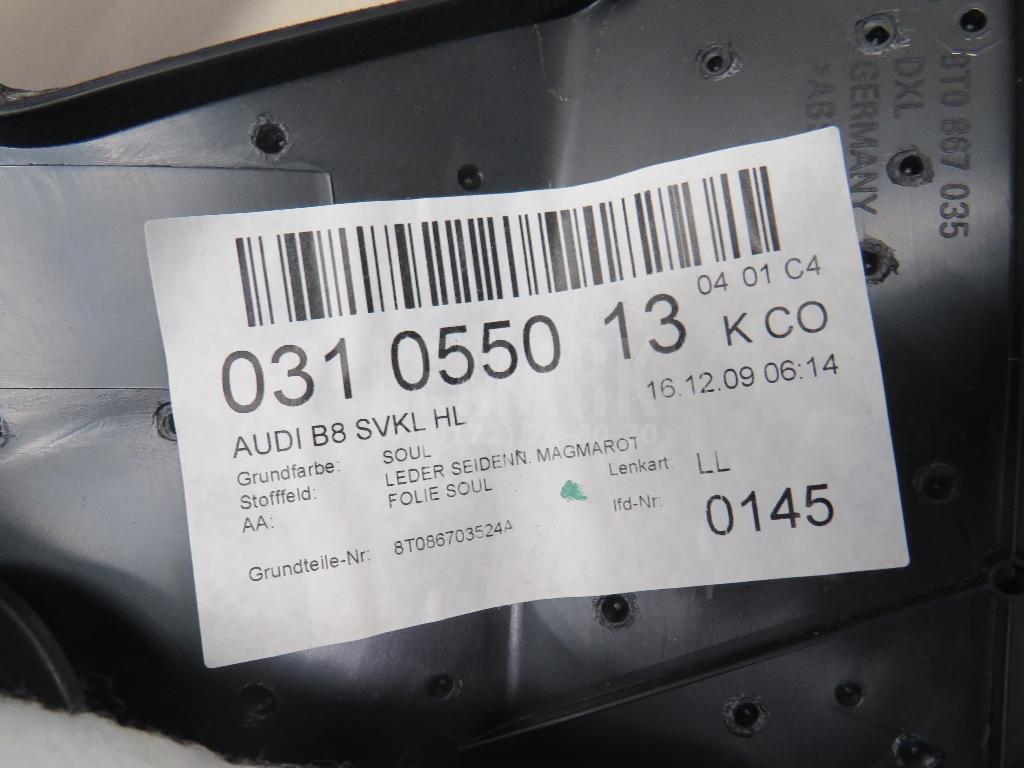 04 01 C4
031 0550 13 K CO
16.12.09 06:14
AUDI B8 SVKL HL
Grundfarbe: SOUL
Stofffeld: LEDER SEIDENN. MAGMAROT
AA: FOLIE SOUL
Lenkart: LL
lfd-Nr: 0145
Grundteile-Nr: 8T086703524A
8T0 867 035
DXL
GERMANY